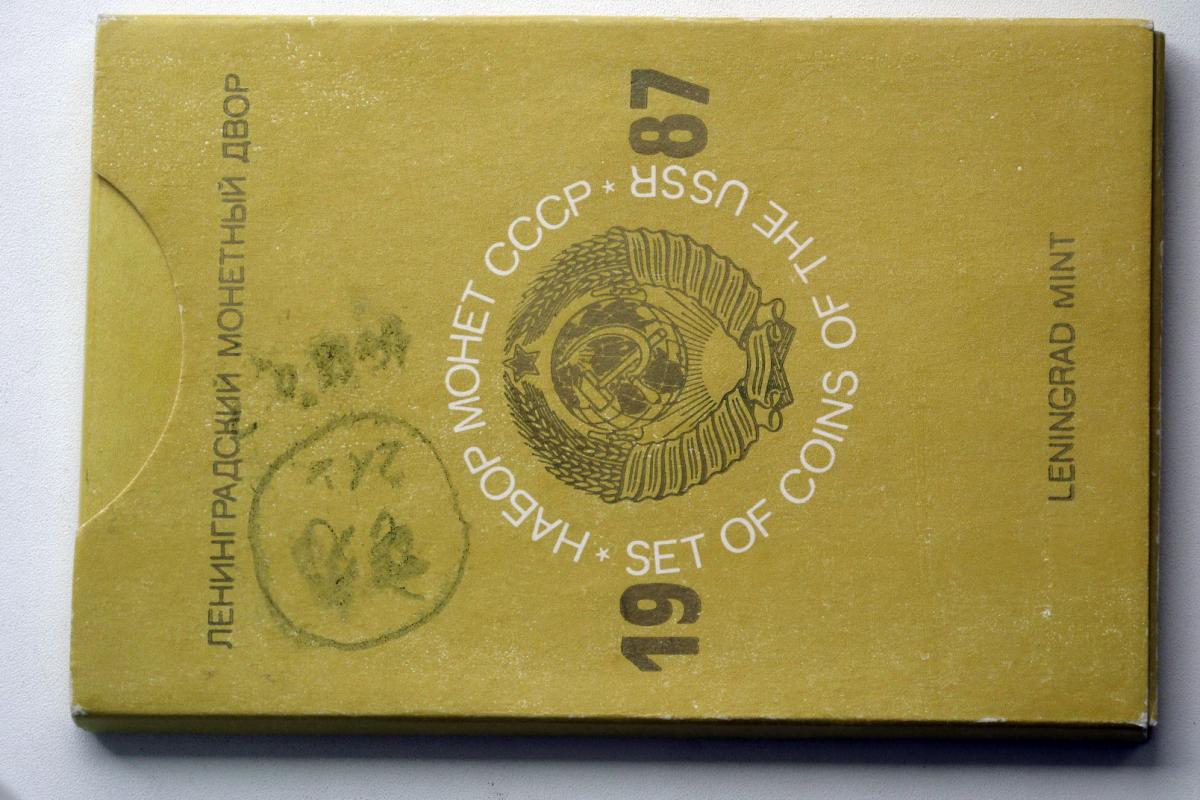 ЛЕНИНГРАДСКИЙ МОНЕТНЫЙ ДВОР
НАБОР МОНЕТ СССР
1987
* SET OF COINS OF THE USSR *
LENINGRAD MINT